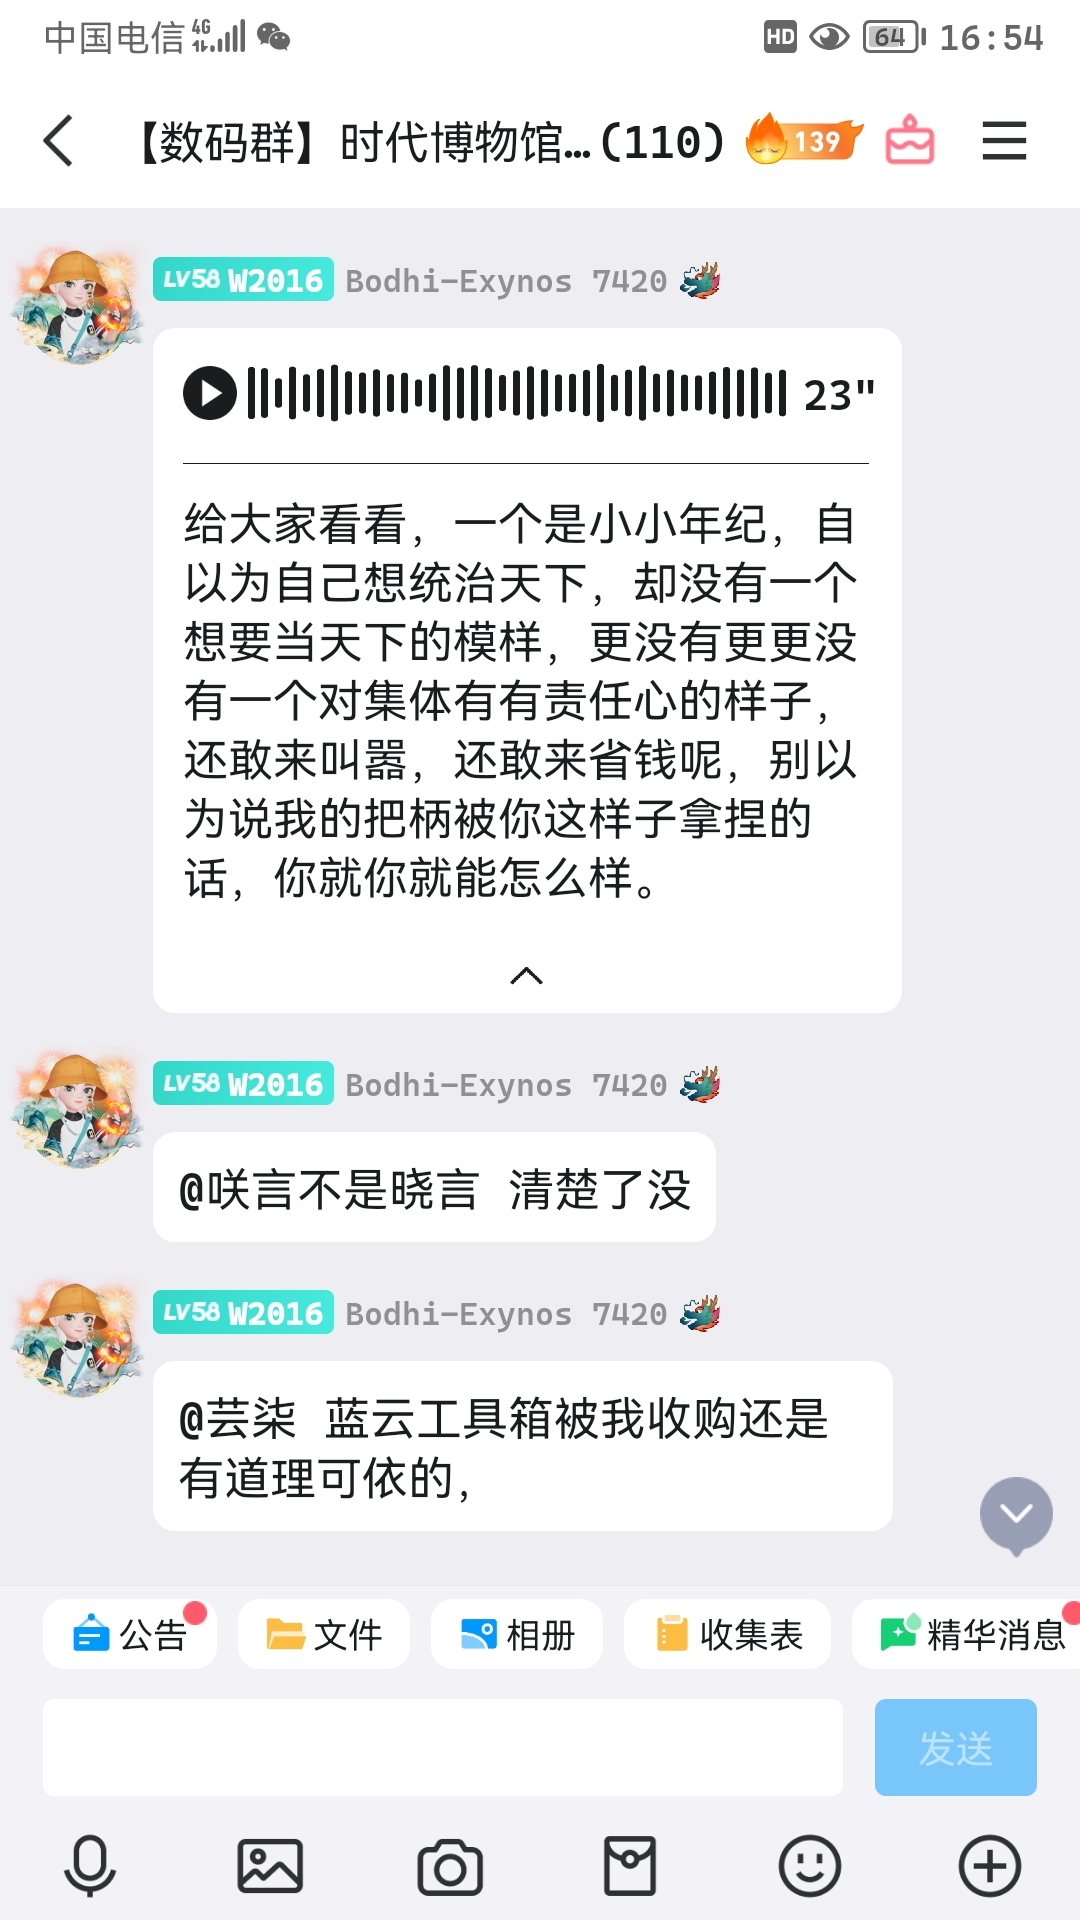 中国电信 4G HD 64 16:54
【数码群】时代博物馆...(110) 139
LV58 W2016 Bodhi-Exynos 7420
23"
给大家看看，一个是小小年纪，自
以为自己想统治天下，却没有一个
想要当天下的模样，更没有更更没
有一个对集体有有责任心的样子，
还敢来叫嚣，还敢来省钱呢，别以
为说我的把柄被你这样子拿捏的
话，你就你就能怎么样。
LV58 W2016 Bodhi-Exynos 7420
@咲言不是晓言 清楚了没
LV58 W2016 Bodhi-Exynos 7420
@芸柒 蓝云工具箱被我收购还是
有道理可依的，
公告 文件 相册 收集表 精华消息
发送